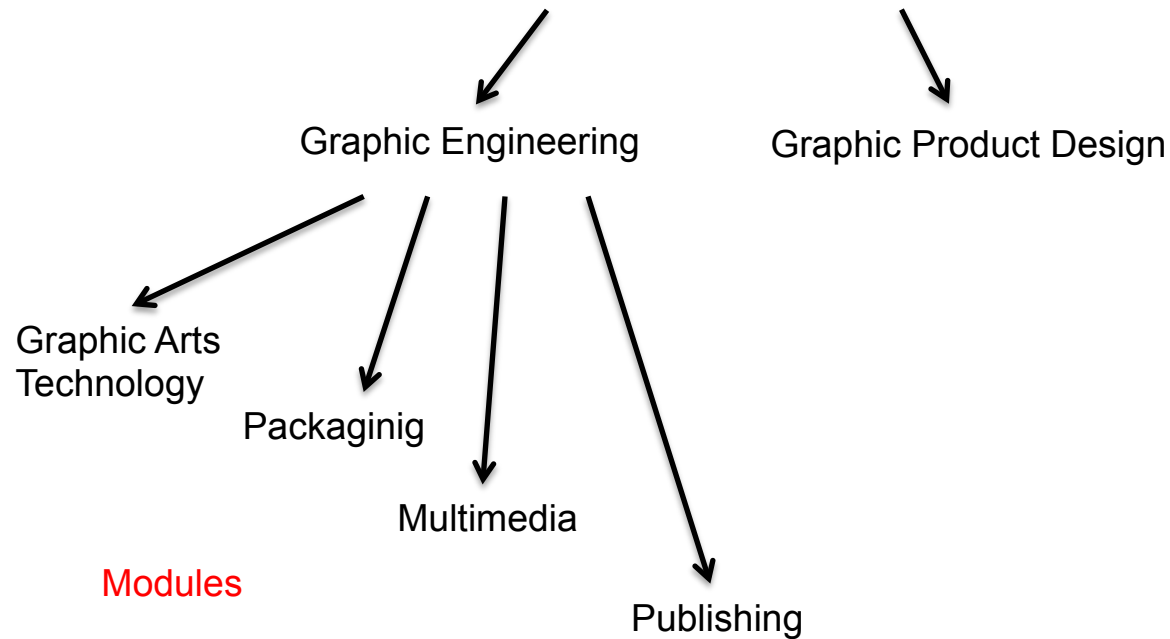 Graphic Engineering
Graphic Product Design
Graphic Arts
Technology
Packaginig
Multimedia
Modules
Publishing